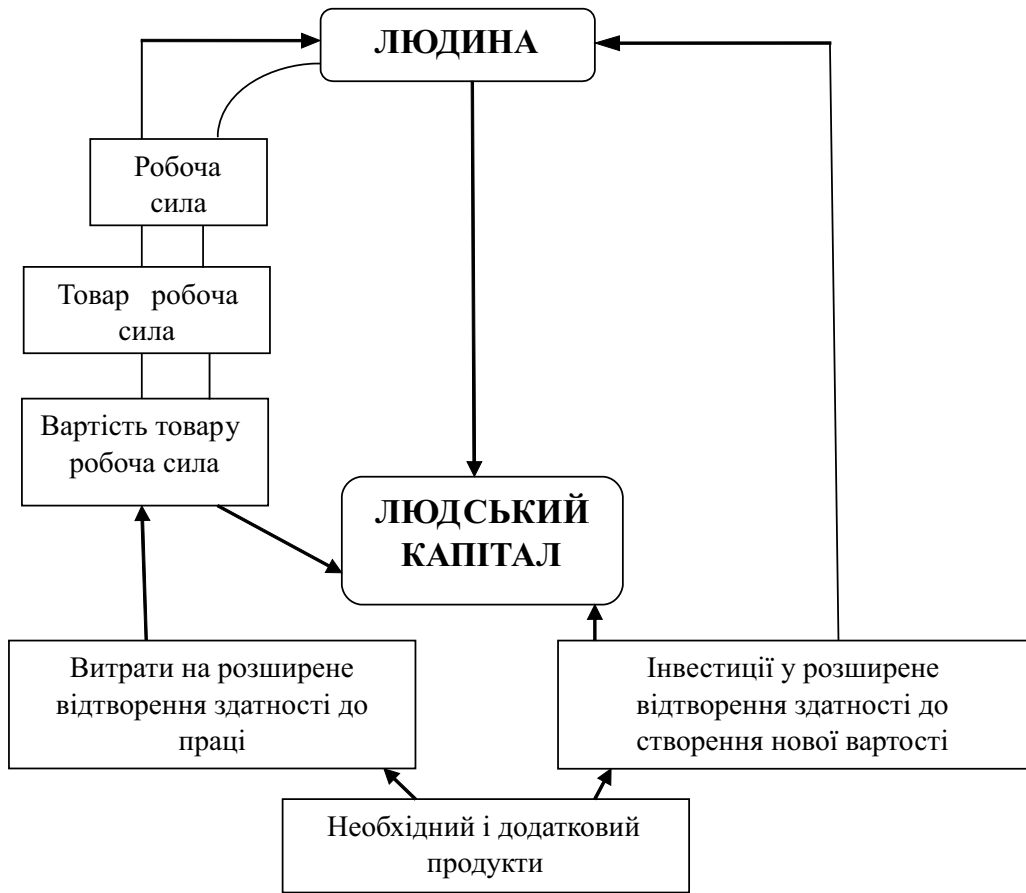 ЛЮДИНА
Робоча
сила
Товар робоча
сила
Вартість товару
робоча сила
ЛЮДСЬКИЙ
КАПІТАЛ
Витрати на розширене
відтворення здатності до
праці
Інвестиції у розширене
відтворення здатності до
створення нової вартості
Необхідний і додатковий
продукти